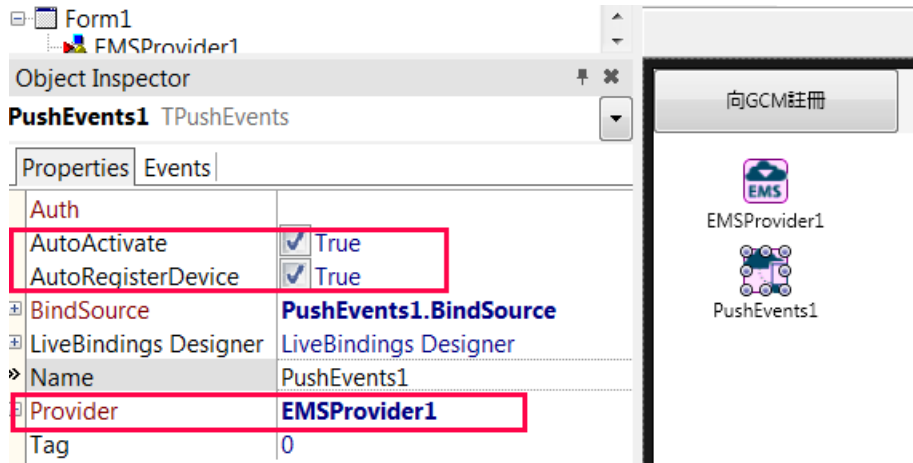 Form1
EMSProvider1
Object Inspector
PushEvents1 TPushEvents
Properties Events
Auth
AutoActivate True
AutoRegisterDevice True
BindSource PushEvents1.BindSource
LiveBindings Designer LiveBindings Designer
Name PushEvents1
Provider EMSProvider1
Tag 0
向GCM註冊
EMS
EMSProvider1
PushEvents1